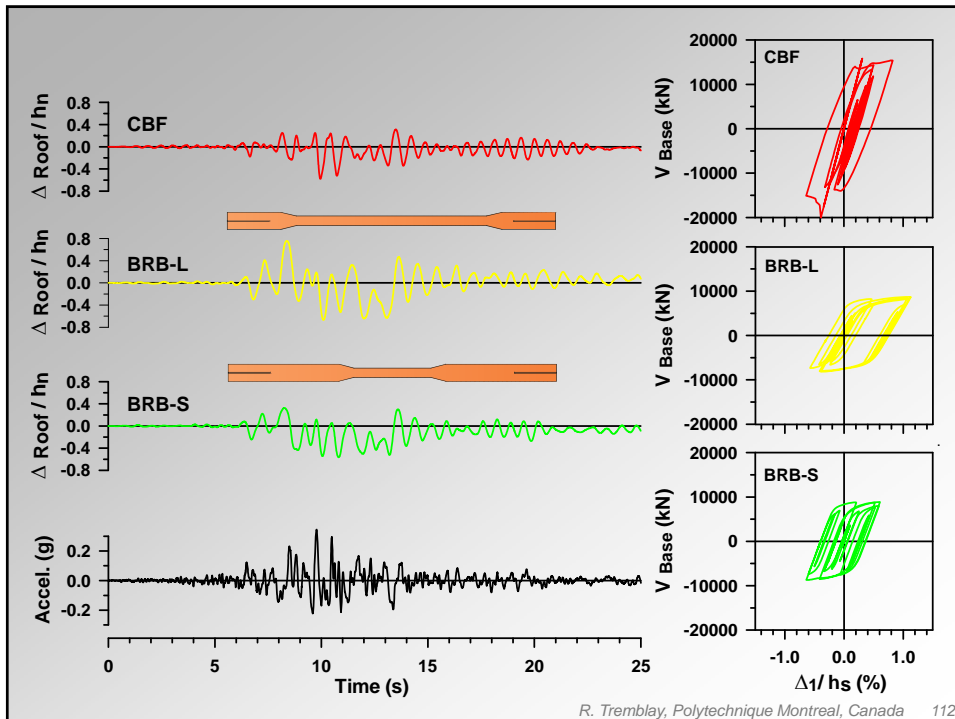 CBF
Δ Roof / hn
0.8
0.4
0.0
-0.4
-0.8
BRB-L
Δ Roof / hn
0.8
0.4
0.0
-0.4
-0.8
BRB-S
Δ Roof / hn
0.8
0.4
0.0
-0.4
-0.8
Accel. (g)
0.2
0.0
-0.2
0 5 10 15 20 25
Time (s)
CBF
V Base (kN)
20000
10000
0
-10000
-20000
BRB-L
V Base (kN)
20000
10000
0
-10000
-20000
BRB-S
V Base (kN)
20000
10000
0
-10000
-20000
-1.0 0.0 1.0
Δ1/ hs (%)
R. Tremblay, Polytechnique Montreal, Canada 112